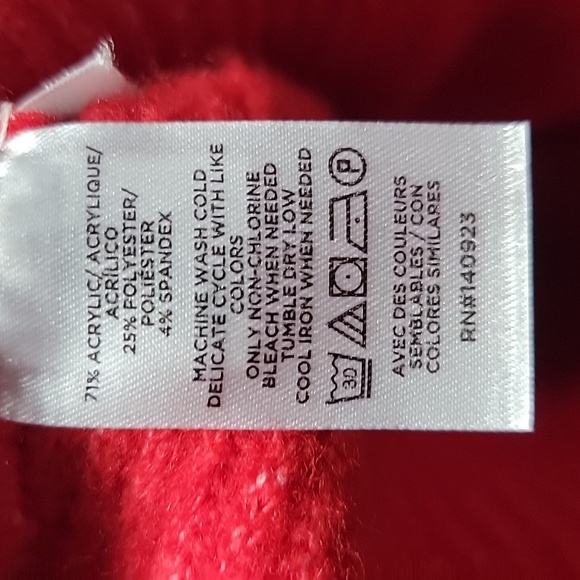 71% ACRYLIC/ ACRYLIQUE/
ACRÍLICO
25% POLYESTER/
POLIÉSTER
4% SPANDEX
MACHINE WASH COLD
DELICATE CYCLE WITH LIKE
COLORS
ONLY NON-CHLORINE
BLEACH WHEN NEEDED
TUMBLE DRY LOW
COOL IRON WHEN NEEDED
30 P
AVEC DES COULEURS
SEMBLABLES / CON
COLORES SIMILARES
RN#140923